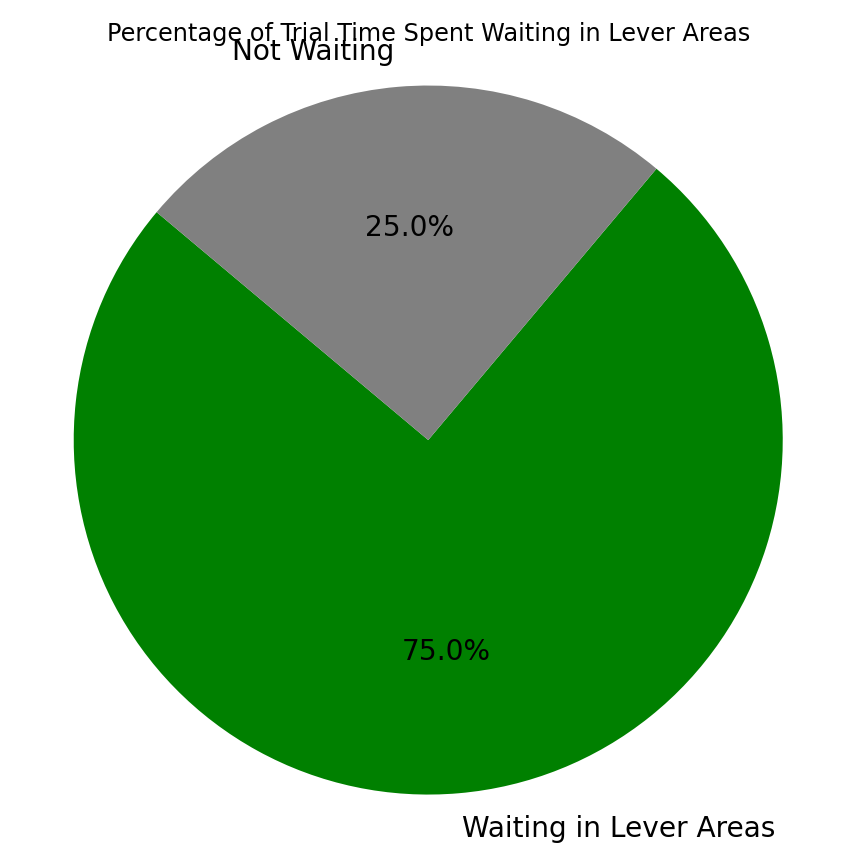 Percentage of Trial Time Spent Waiting in Lever Areas
Not Waiting
25.0%
75.0%
Waiting in Lever Areas